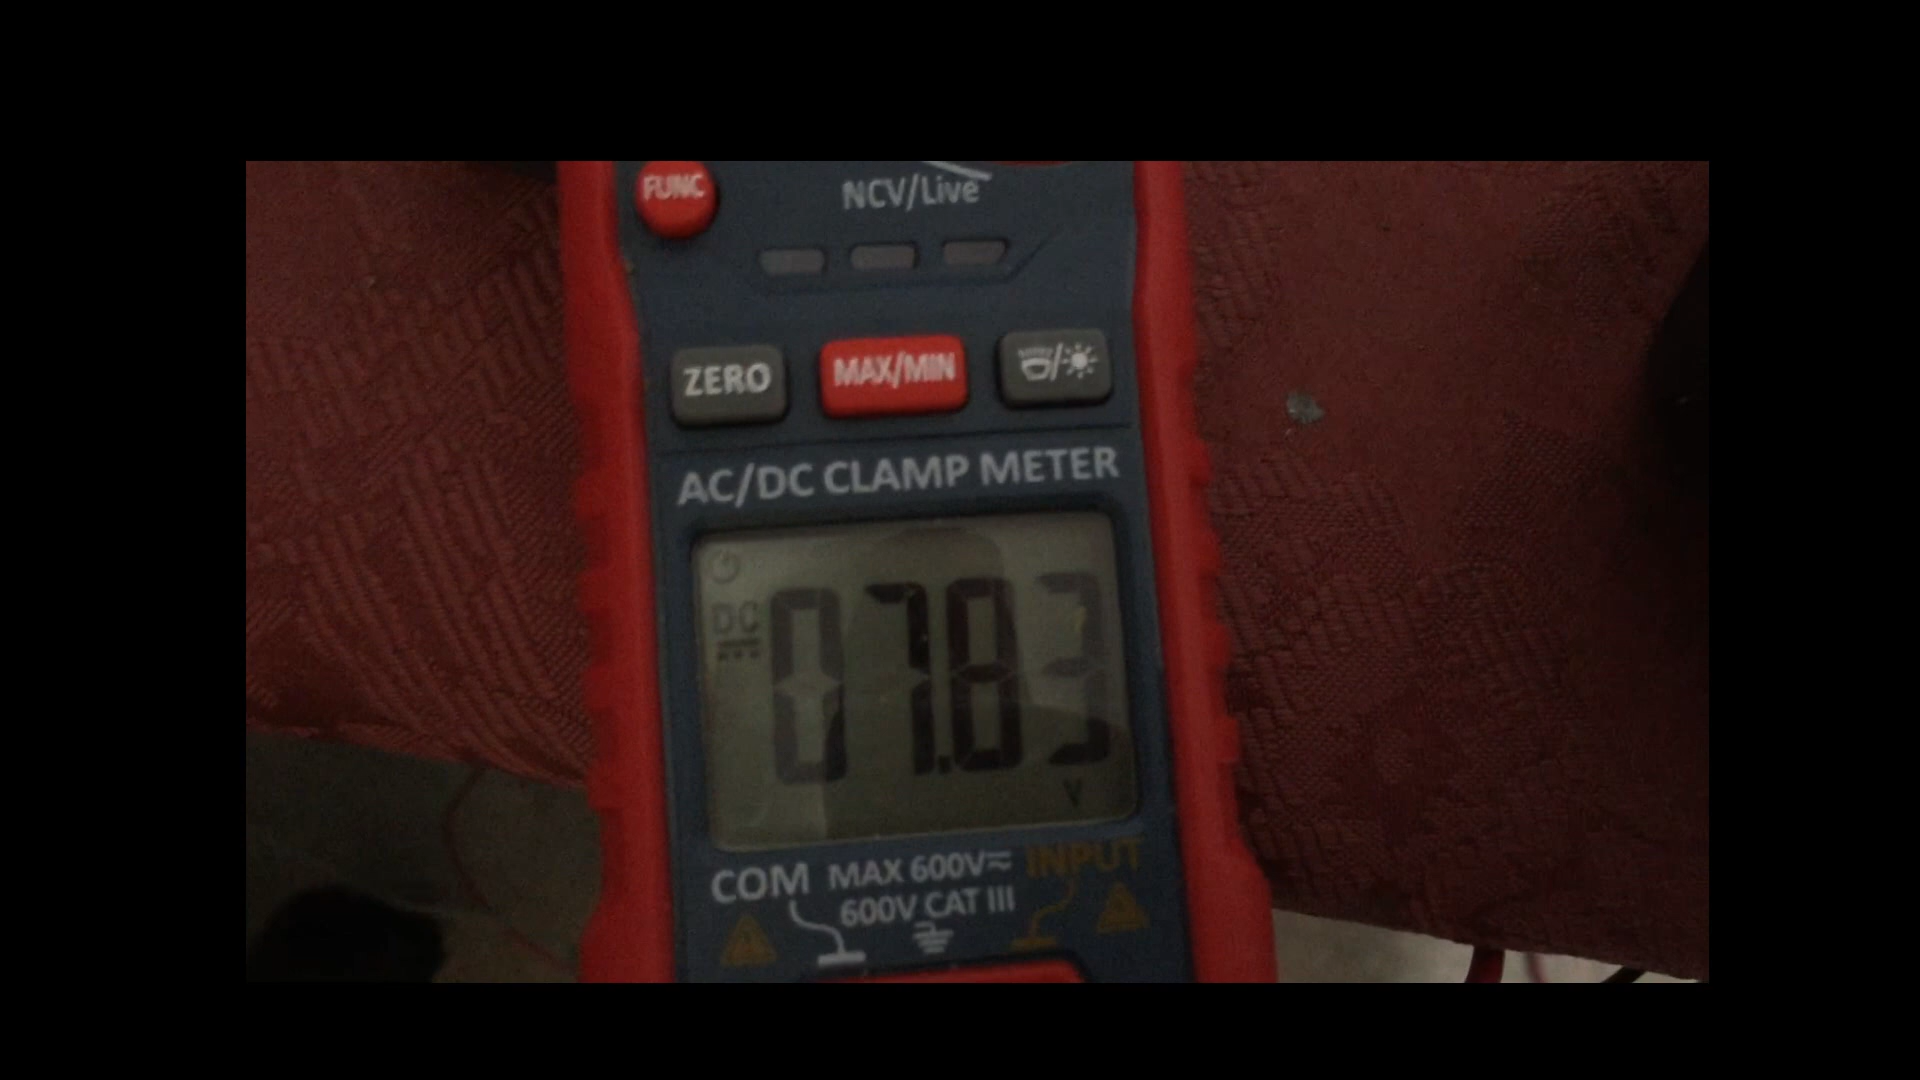 FUNC
NCV/Live
ZERO
MAX/MIN
AC/DC CLAMP METER
DC
07.83
V
COM
MAX 600V≂
INPUT
600V CAT III